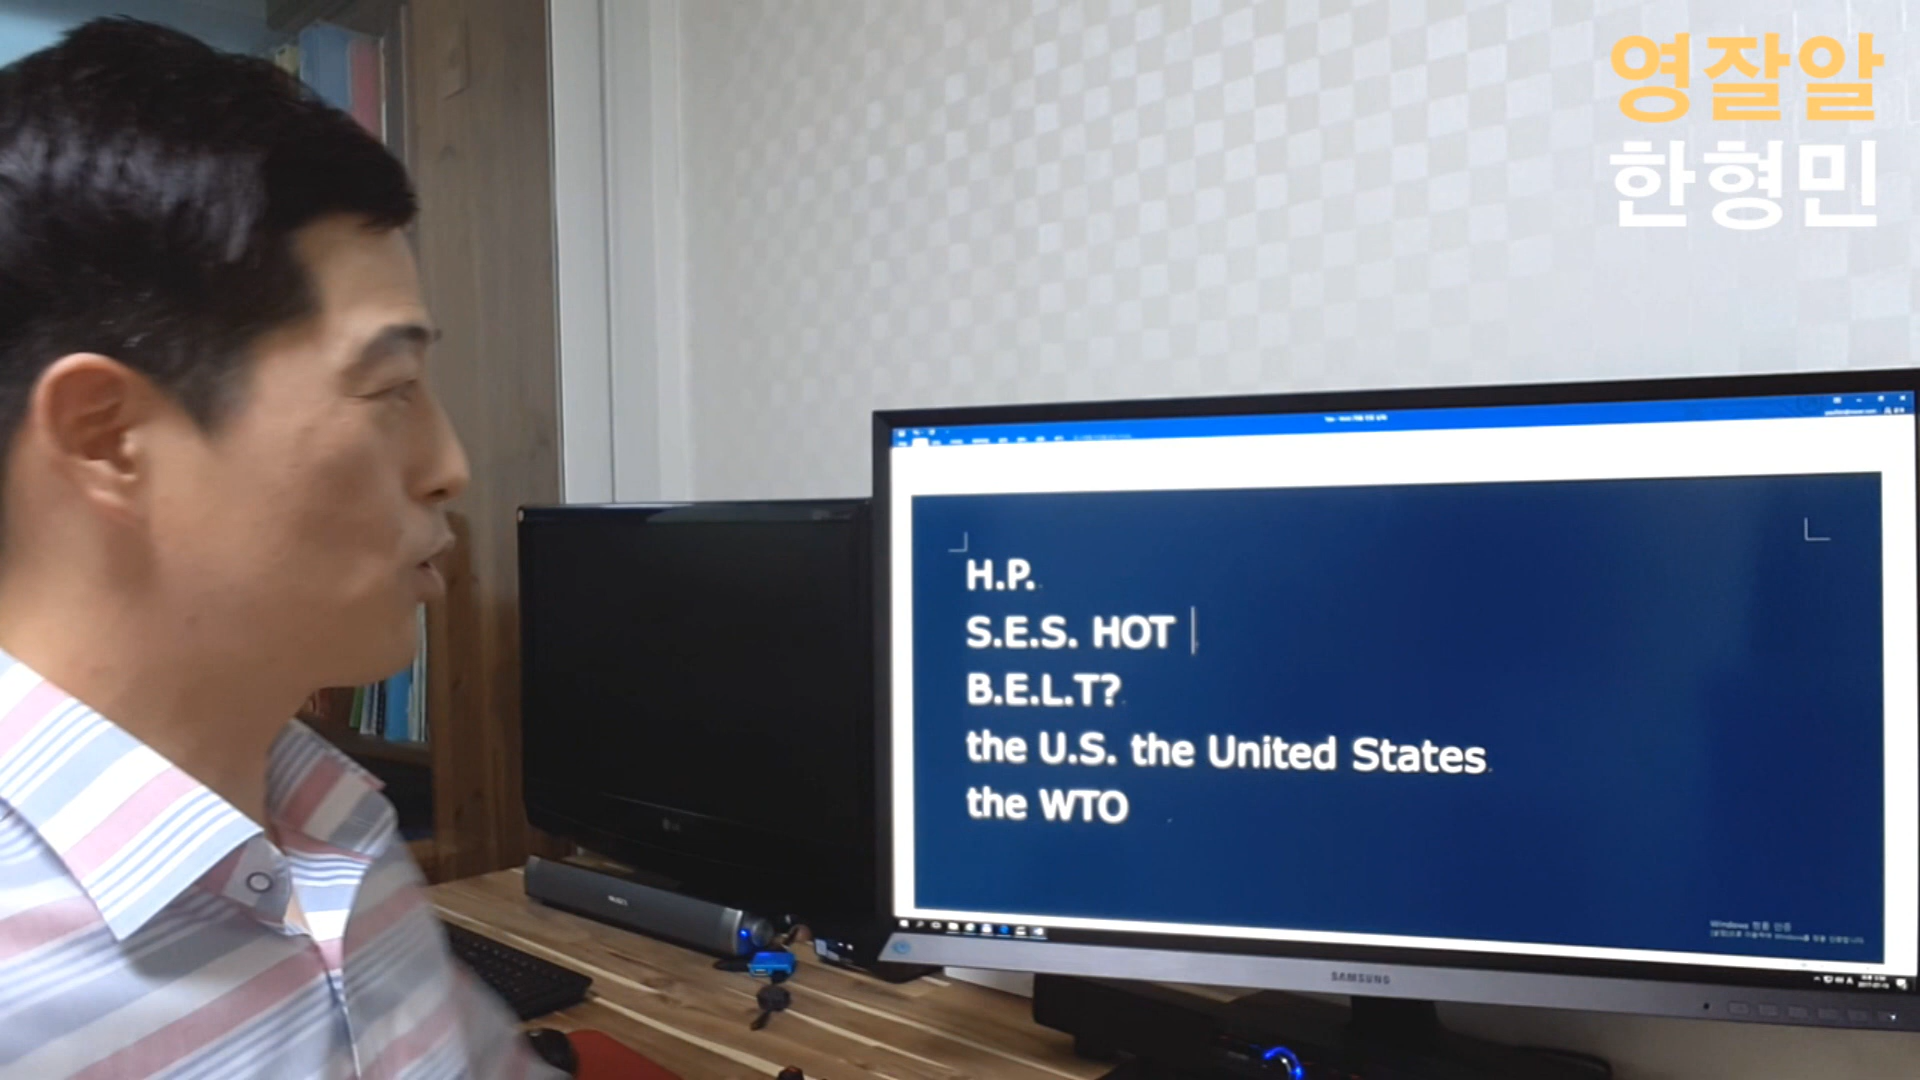 영잘알
한형민
H.P.
S.E.S. HOT
B.E.L.T?
the U.S. the United States
the WTO
SAMSUNG